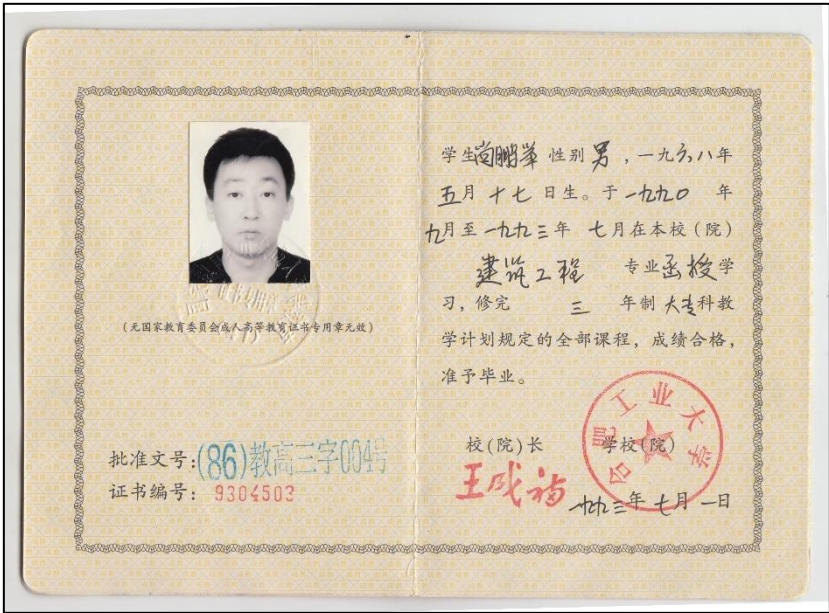 (无国家教育委员会成人高等教育证书专用章无效)
批准文号:(86)教高三字004号
证书编号: 9304503
学生尚鹏举 性别 男 ,一九六八年
五月 十七 日生。于 一九九0 年
九月至 一九九三年 七月在本校(院)
建筑工程 专业函授学
习,修完 三 年制 大专科教
学计划规定的全部课程,成绩合格,
准予毕业。
校(院)长 学校(院)
合肥工业大学
一九九三年 七月 一日